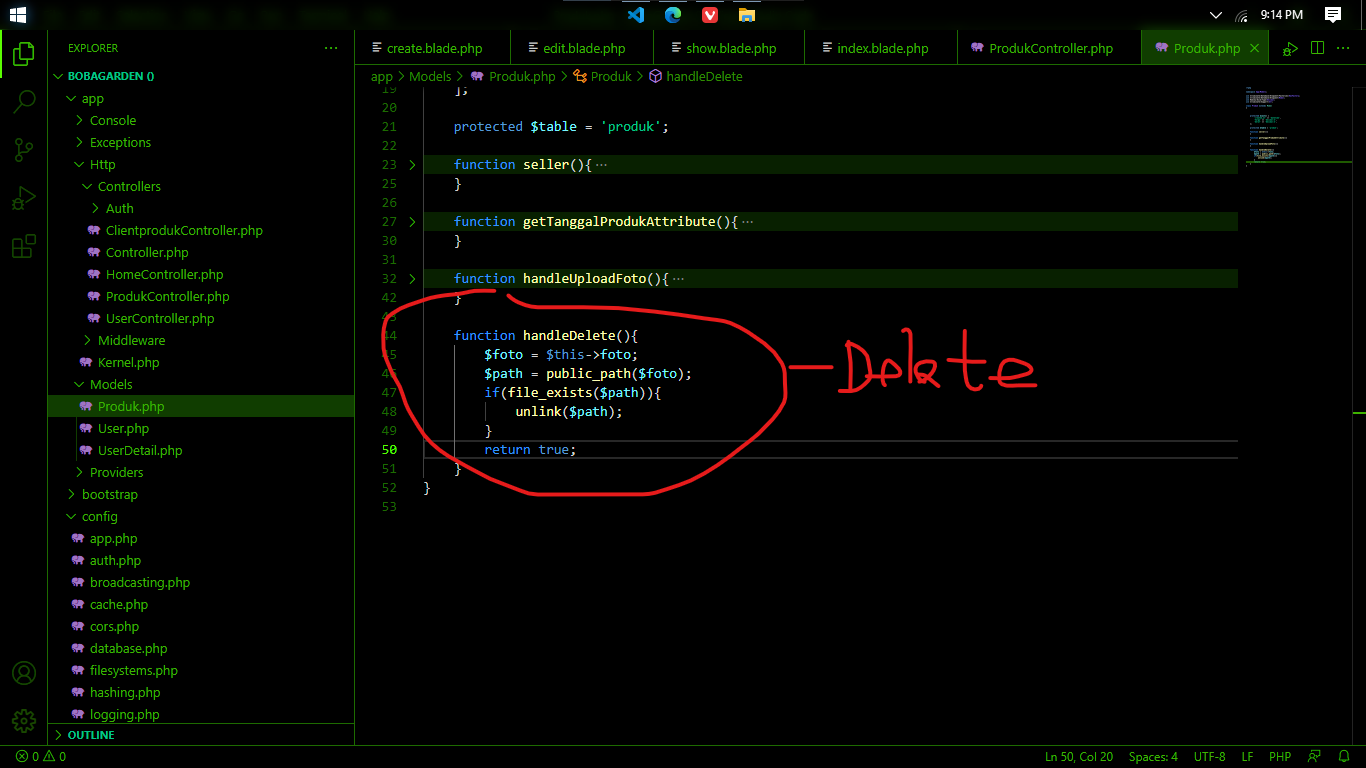 9:14 PM
EXPLORER
create.blade.php
edit.blade.php
show.blade.php
index.blade.php
ProdukController.php
Produk.php
app > Models > Produk.php > Produk > handleDelete
BOBAGARDEN ()
app
Console
Exceptions
Http
Controllers
Auth
ClientprodukController.php
Controller.php
HomeController.php
ProdukController.php
UserController.php
Middleware
Kernel.php
Models
Produk.php
User.php
UserDetail.php
Providers
bootstrap
config
app.php
auth.php
broadcasting.php
cache.php
cors.php
database.php
filesystems.php
hashing.php
logging.php
OUTLINE
19 ];
20
21 protected $table = 'produk';
22
23 function seller(){ ···
25 }
26
27 function getTanggalProdukAttribute(){ ···
30 }
31
32 function handleUploadFoto(){ ···
42 }
43
44 function handleDelete(){
45 $foto = $this->foto;
46 $path = public_path($foto);
47 if(file_exists($path)){
48 unlink($path);
49 }
50 return true;
51 }
52 }
53
Delete
0 0
Ln 50, Col 20
Spaces: 4
UTF-8
LF
PHP